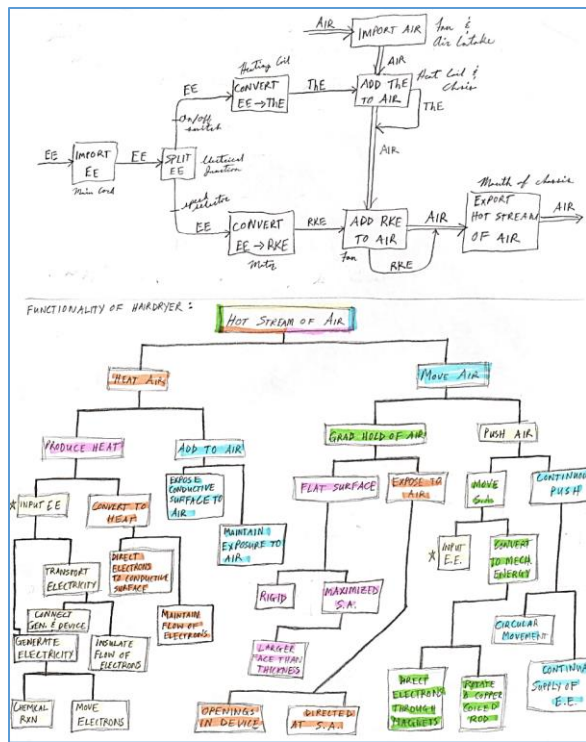 AIR
IMPORT AIR
Fan &
Air Intake
AIR
Heating Coil
EE
CONVERT
EE→ThE
ThE
ADD ThE
TO AIR
Heat Coil &
Chasis
ThE
on/off
switch
AIR
EE
IMPORT
EE
EE
SPLIT
EE
Electrical
Junction
Main Cord
speed
selector
EE
CONVERT
EE→RKE
RKE
ADD RKE
TO AIR
AIR
Mouth of chassis
EXPORT
HOT STREAM
OF AIR
AIR
Motor
Fan
RKE
FUNCTIONALITY OF HAIRDRYER:
HOT STREAM OF AIR
HEAT AIR
MOVE AIR
PRODUCE HEAT
ADD TO AIR
GRAB HOLD OF AIR
PUSH AIR
* INPUT EE
CONVERT
TO HEAT
EXPOSE
CONDUCTIVE
SURFACE TO
AIR
FLAT SURFACE
EXPOSE TO
AIR
MOVE
CONTINUOUS
PUSH
TRANSPORT
ELECTRICITY
DIRECT
ELECTRONS
TO CONDUCTIVE
SURFACE
MAINTAIN
EXPOSURE TO
AIR
* INPUT
E.E.
CONVERT
TO MECH
ENERGY
CONNECT
GEN. & DEVICE
RIGID
MAXIMIZED
S.A.
GENERATE
ELECTRICITY
INSULATE
FLOW OF
ELECTRONS
MAINTAIN
FLOW OF
ELECTRONS
CIRCULAR
MOVEMENT
LARGER
FACE THAN
THICKNESS
CHEMICAL
RXN
MOVE
ELECTRONS
OPENINGS
IN DEVICE
DIRECTED
AT S.A.
DIRECT
ELECTRONS
THROUGH
MAGNETS
ROTATE
A COPPER
COILED
ROD
CONTINUAL
SUPPLY OF
E.E.